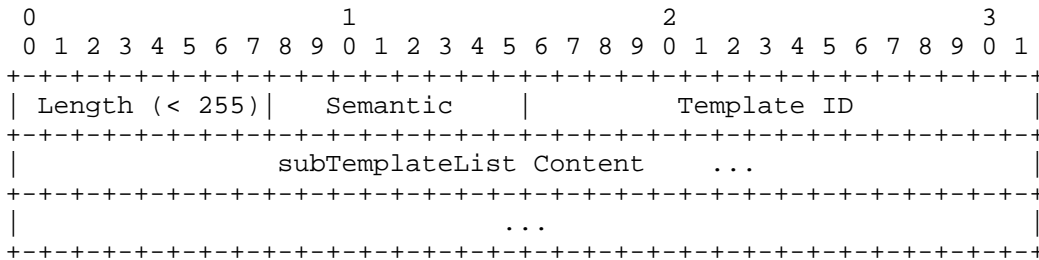 0                   1                   2                   3
 0 1 2 3 4 5 6 7 8 9 0 1 2 3 4 5 6 7 8 9 0 1 2 3 4 5 6 7 8 9 0 1
+-+-+-+-+-+-+-+-+-+-+-+-+-+-+-+-+-+-+-+-+-+-+-+-+-+-+-+-+-+-+-+-+
| Length (< 255)|   Semantic    |         Template ID           |
+-+-+-+-+-+-+-+-+-+-+-+-+-+-+-+-+-+-+-+-+-+-+-+-+-+-+-+-+-+-+-+-+
|                subTemplateList Content    ...                 |
+-+-+-+-+-+-+-+-+-+-+-+-+-+-+-+-+-+-+-+-+-+-+-+-+-+-+-+-+-+-+-+-+
|                              ...                              |
+-+-+-+-+-+-+-+-+-+-+-+-+-+-+-+-+-+-+-+-+-+-+-+-+-+-+-+-+-+-+-+-+